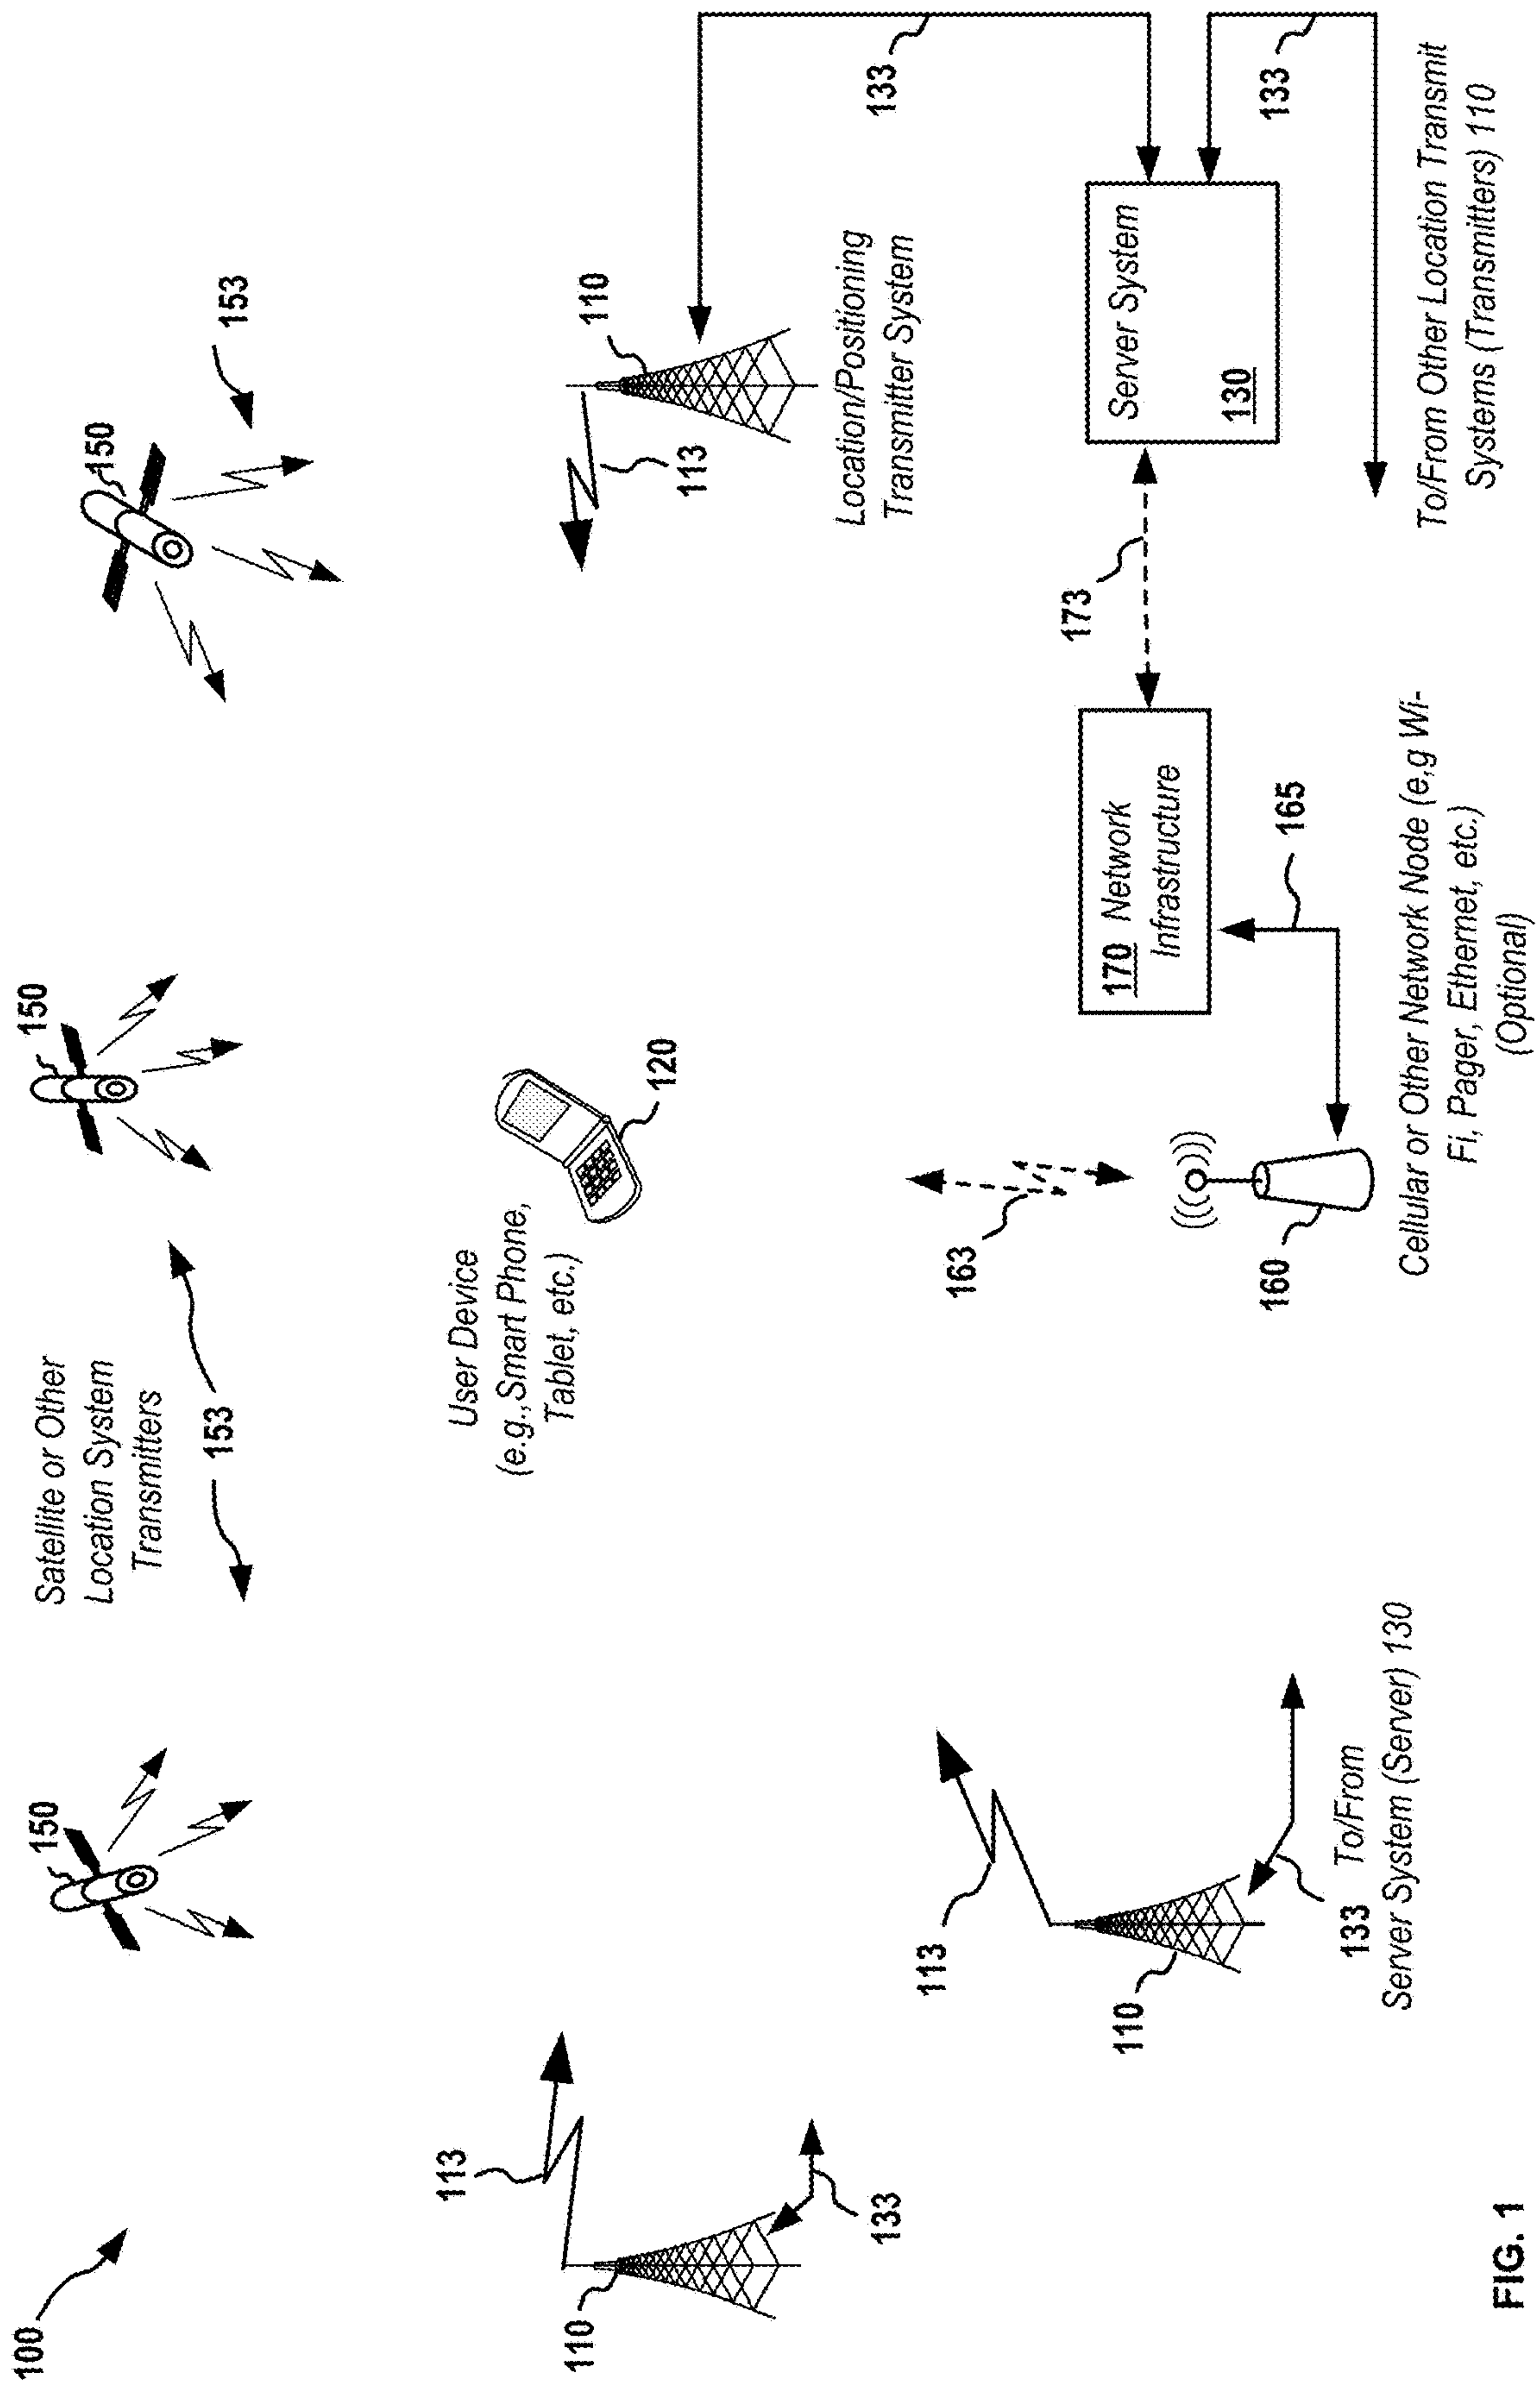 100
150
Satellite or Other
Location System
Transmitters
153
150
150
153
113
110
133
User Device
(e.g.,Smart Phone,
Tablet, etc.)
120
110
113
Location/Positioning
Transmitter System
133
113
110
133 To/From
Server System (Server) 130
163
160
Cellular or Other Network Node (e,g Wi-
Fi, Pager, Ethernet, etc.)
(Optional)
170 Network
Infrastructure
165
173
Server System
130
133
To/From Other Location Transmit
Systems (Transmitters) 110
FIG. 1